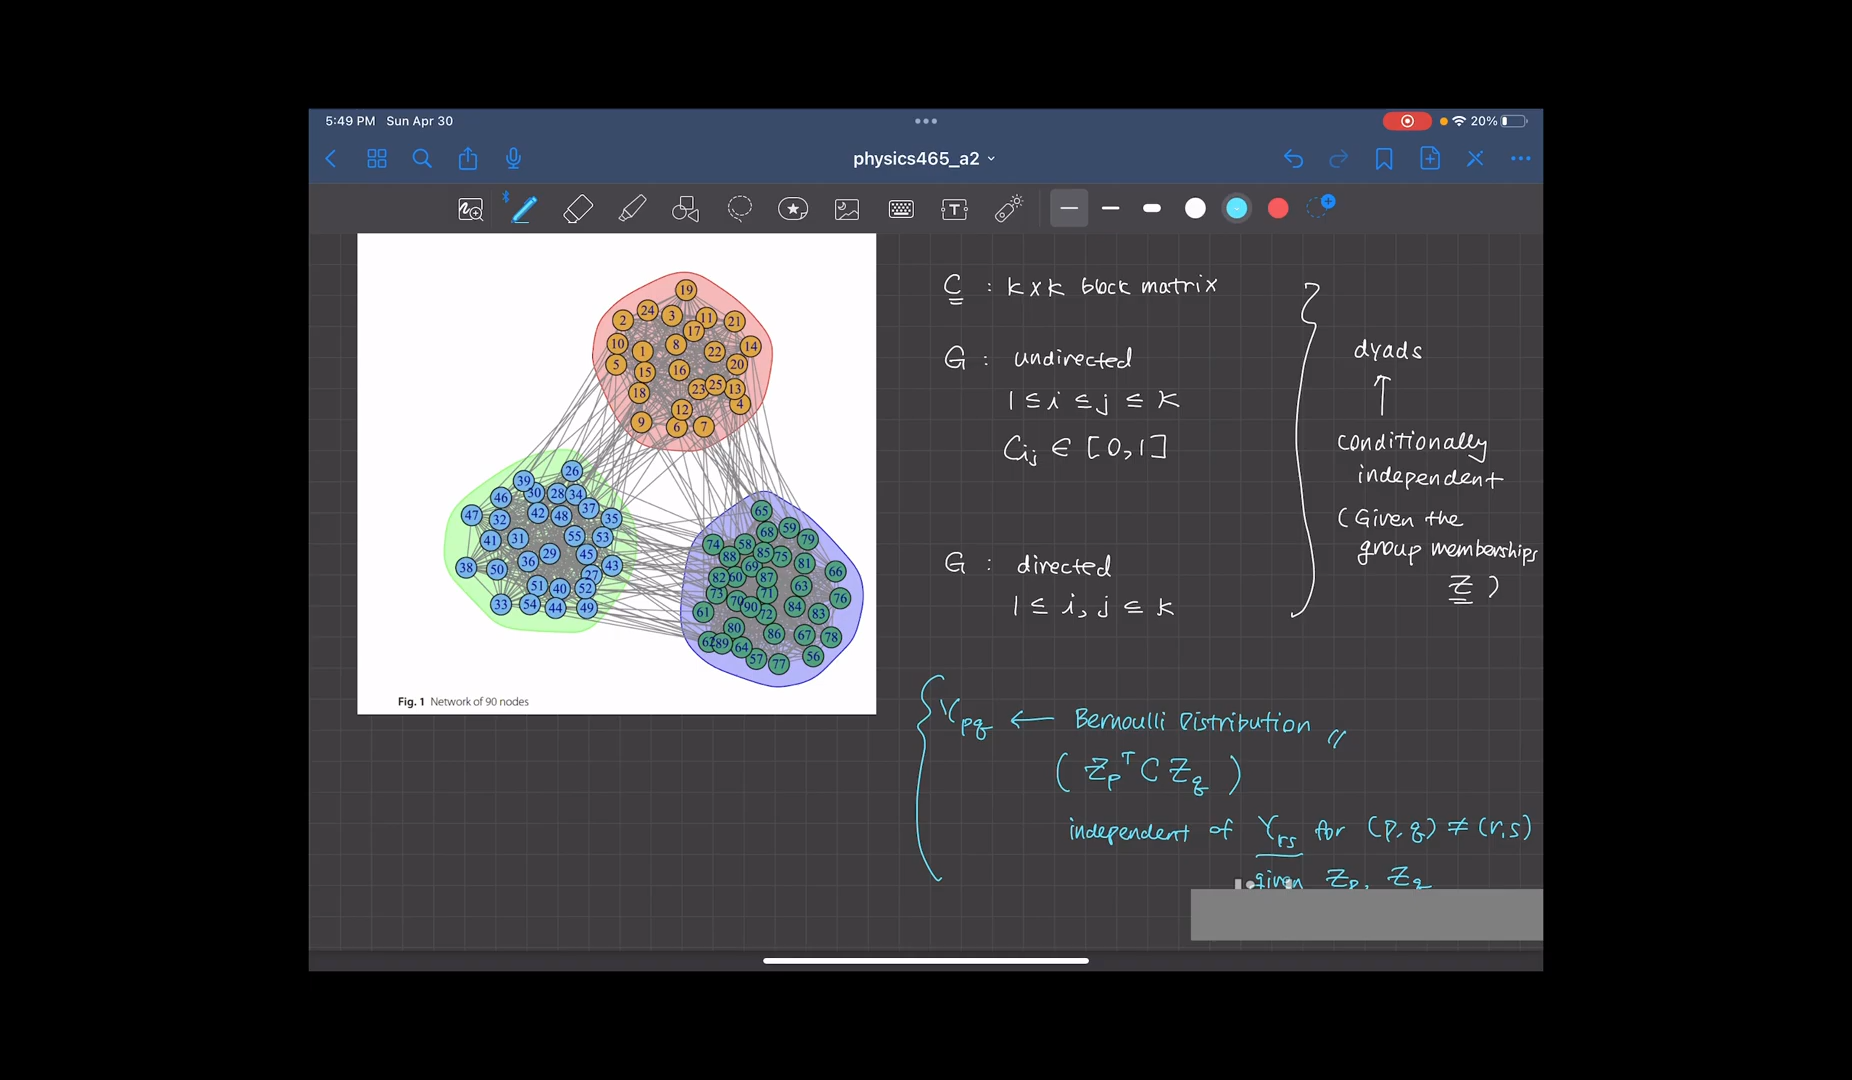 5:49 PM Sun Apr 30
20%
physics465_a2
19
24 3 11 21
2 17
10 1 8 22 14
5 15 16 20
18 23 25 13
12 4
9 6 7
26
39 30 28 34
46 37
47 32 42 48 35
41 31 55 53
29 45
38 50 36 43
27
51 40 52
33 54 44 49
65
68 59 79
74 58 85 75
88 69 81 66
82 60 87 63
73 70 71 76
61 90 72 84 83
80 86 67 78
62 89 64
57 77 56
Fig. 1 Network of 90 nodes
C : K x K block matrix
G : undirected
1 ≤ i ≤ j ≤ K
Cij ∈ [0,1]
G : directed
1 ≤ i, j ≤ K
dyads
↑
conditionally
independent
(Given the
group memberships
Z )
Ypq ← Bernoulli Distribution
( Zp^T C Zq )
independent of Yrs for (p,q) ≠ (r,s)
given Zp, Zq